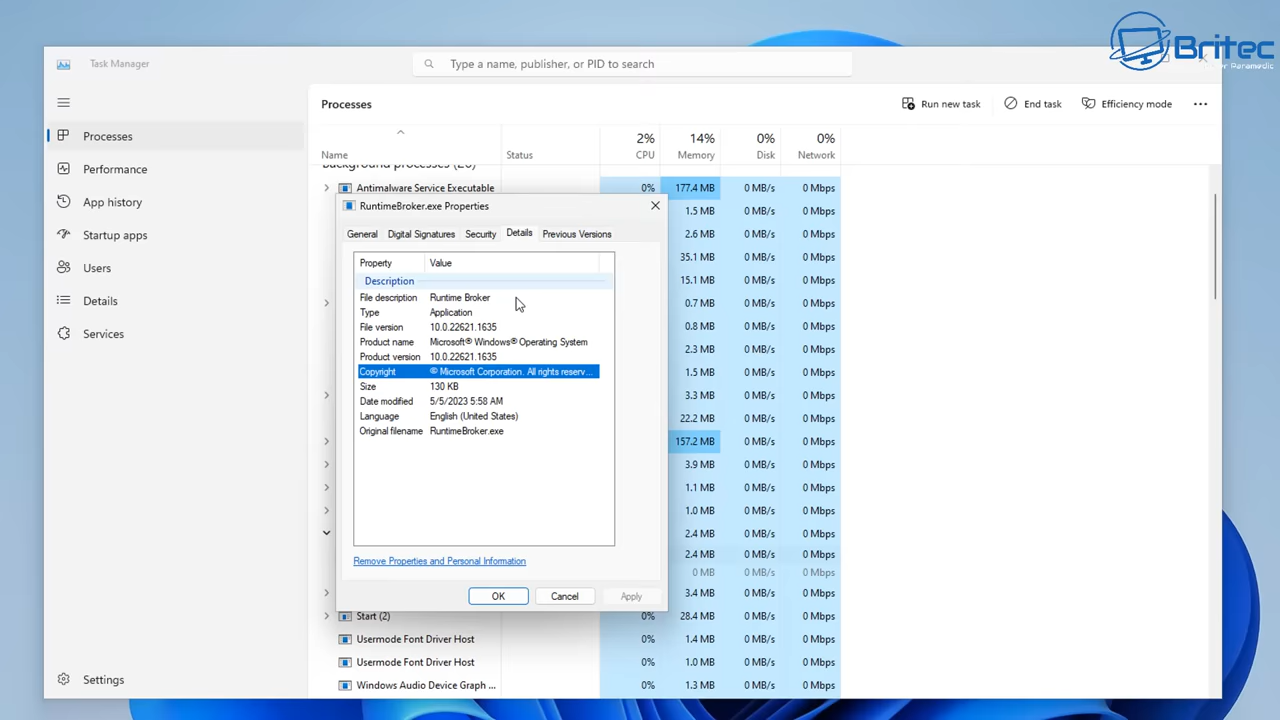 Britec
Task Manager
Type a name, publisher, or PID to search
Processes
Run new task
End task
Efficiency mode
Processes
Performance
App history
Startup apps
Users
Details
Services
Settings
2% 14% 0% 0%
Name Status CPU Memory Disk Network
Background processes (20)
Antimalware Service Executable 0% 177.4 MB 0 MB/s 0 Mbps
1.5 MB 0 MB/s 0 Mbps
2.6 MB 0 MB/s 0 Mbps
35.1 MB 0 MB/s 0 Mbps
15.1 MB 0 MB/s 0 Mbps
0.7 MB 0 MB/s 0 Mbps
0.8 MB 0 MB/s 0 Mbps
2.3 MB 0 MB/s 0 Mbps
1.5 MB 0 MB/s 0 Mbps
3.3 MB 0 MB/s 0 Mbps
22.2 MB 0 MB/s 0 Mbps
157.2 MB 0 MB/s 0 Mbps
3.9 MB 0 MB/s 0 Mbps
1.1 MB 0 MB/s 0 Mbps
1.0 MB 0 MB/s 0 Mbps
2.4 MB 0 MB/s 0 Mbps
2.4 MB 0 MB/s 0 Mbps
0 MB 0 MB/s 0 Mbps
3.4 MB 0 MB/s 0 Mbps
Start (2) 0% 28.4 MB 0 MB/s 0 Mbps
Usermode Font Driver Host 0% 1.4 MB 0 MB/s 0 Mbps
Usermode Font Driver Host 0% 1.0 MB 0 MB/s 0 Mbps
Windows Audio Device Graph ... 0% 1.3 MB 0 MB/s 0 Mbps
RuntimeBroker.exe Properties
General Digital Signatures Security Details Previous Versions
Property Value
Description
File description Runtime Broker
Type Application
File version 10.0.22621.1635
Product name Microsoft® Windows® Operating System
Product version 10.0.22621.1635
Copyright © Microsoft Corporation. All rights reserv...
Size 130 KB
Date modified 5/5/2023 5:58 AM
Language English (United States)
Original filename RuntimeBroker.exe
Remove Properties and Personal Information
OK Cancel Apply